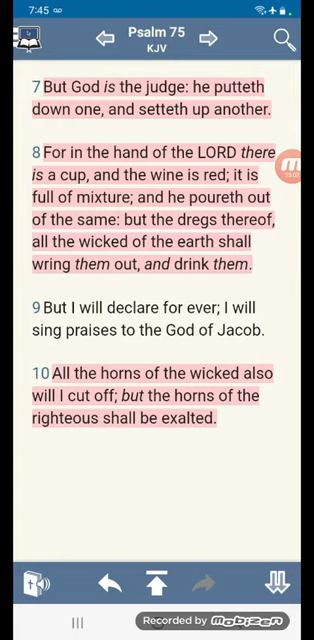 7:45
Psalm 75
KJV
7 But God is the judge: he putteth
down one, and setteth up another.
8 For in the hand of the LORD there
is a cup, and the wine is red; it is
full of mixture; and he poureth out
of the same: but the dregs thereof,
all the wicked of the earth shall
wring them out, and drink them.
9 But I will declare for ever; I will
sing praises to the God of Jacob.
10 All the horns of the wicked also
will I cut off; but the horns of the
righteous shall be exalted.
Recorded by mobizen